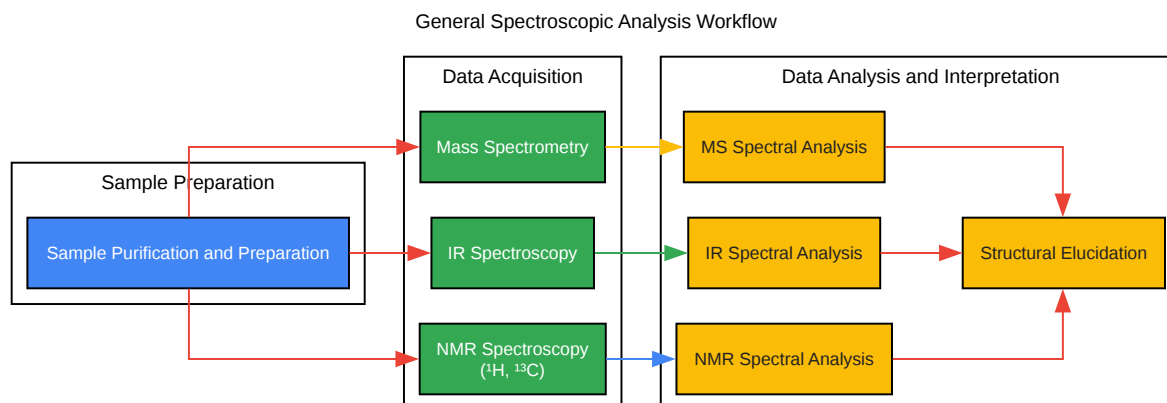 General Spectroscopic Analysis Workflow
Data Acquisition
Data Analysis and Interpretation
Mass Spectrometry
MS Spectral Analysis
Sample Preparation
Sample Purification and Preparation
IR Spectroscopy
IR Spectral Analysis
Structural Elucidation
NMR Spectroscopy
(¹H, ¹³C)
NMR Spectral Analysis